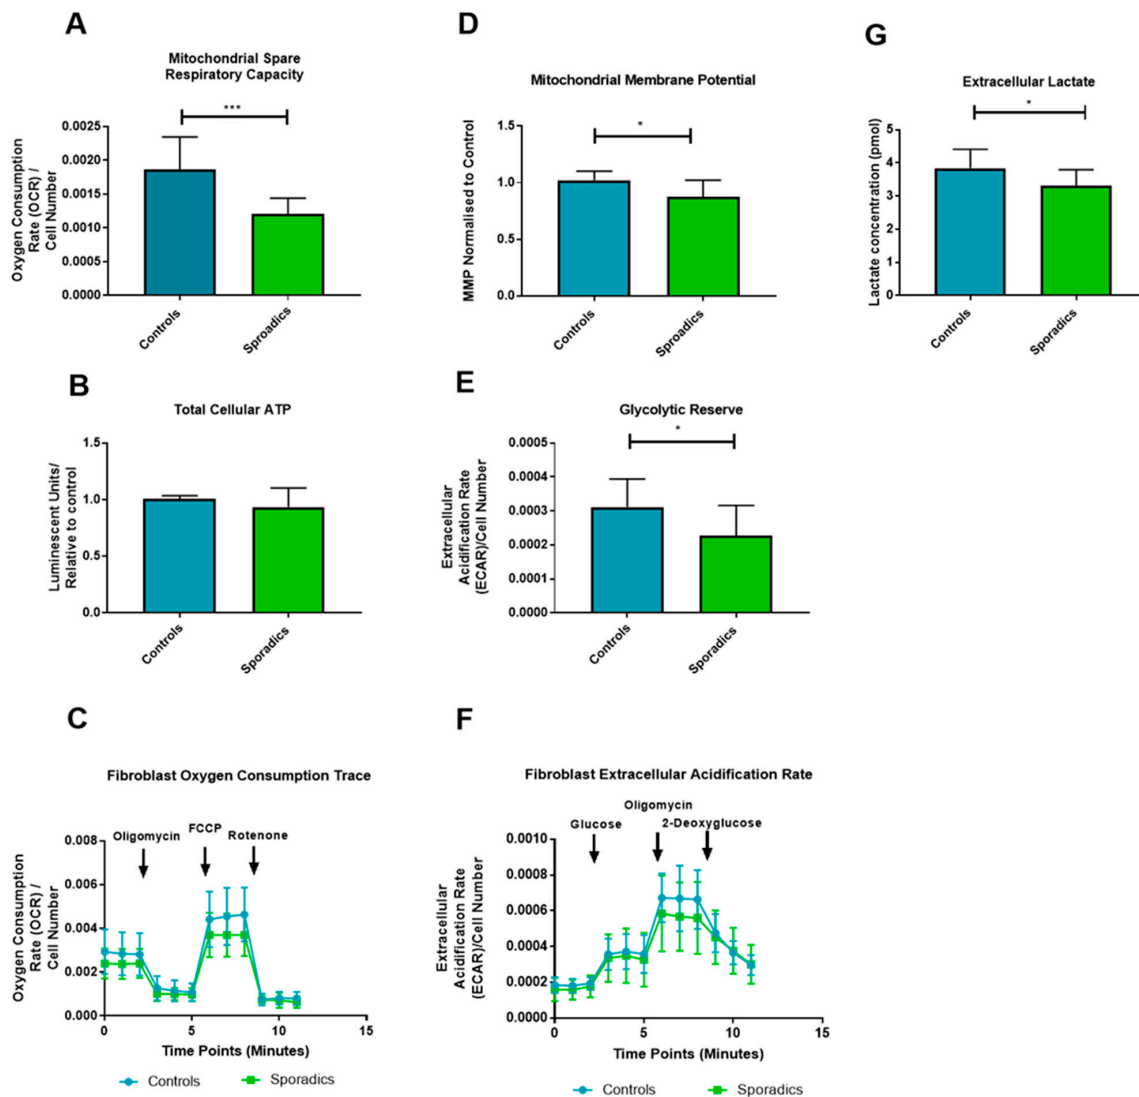 A
Mitochondrial Spare
Respiratory Capacity
***
Oxygen Consumption
Rate (OCR) /
Cell Number
0.0025
0.0020
0.0015
0.0010
0.0005
0.0000
Controls
Sproadics
D
Mitochondrial Membrane Potential
*
MMP Normalised to Control
1.5
1.0
0.5
0.0
Controls
Sproadics
G
Extracellular Lactate
*
Lactate concentration (pmol)
5
4
3
2
1
0
Controls
Sporadics
B
Total Cellular ATP
Luminescent Units/
Relative to control
1.5
1.0
0.5
0.0
Controls
Sporadics
E
Glycolytic Reserve
*
Extracellular
Acidification Rate
(ECAR)/Cell Number
0.0005
0.0004
0.0003
0.0002
0.0001
0.0000
Controls
Sporadics
C
Fibroblast Oxygen Consumption Trace
Oligomycin
FCCP
Rotenone
Oxygen Consumption
Rate (OCR) /
Cell Number
0.008
0.006
0.004
0.002
0.000
0 5 10 15
Time Points (Minutes)
Controls Sporadics
F
Fibroblast Extracellular Acidification Rate
Glucose
Oligomycin
2-Deoxyglucose
Extracellular
Acidification Rate
(ECAR)/Cell Number
0.0010
0.0008
0.0006
0.0004
0.0002
0.0000
0 5 10 15
Time Points (Minutes)
Controls Sporadics